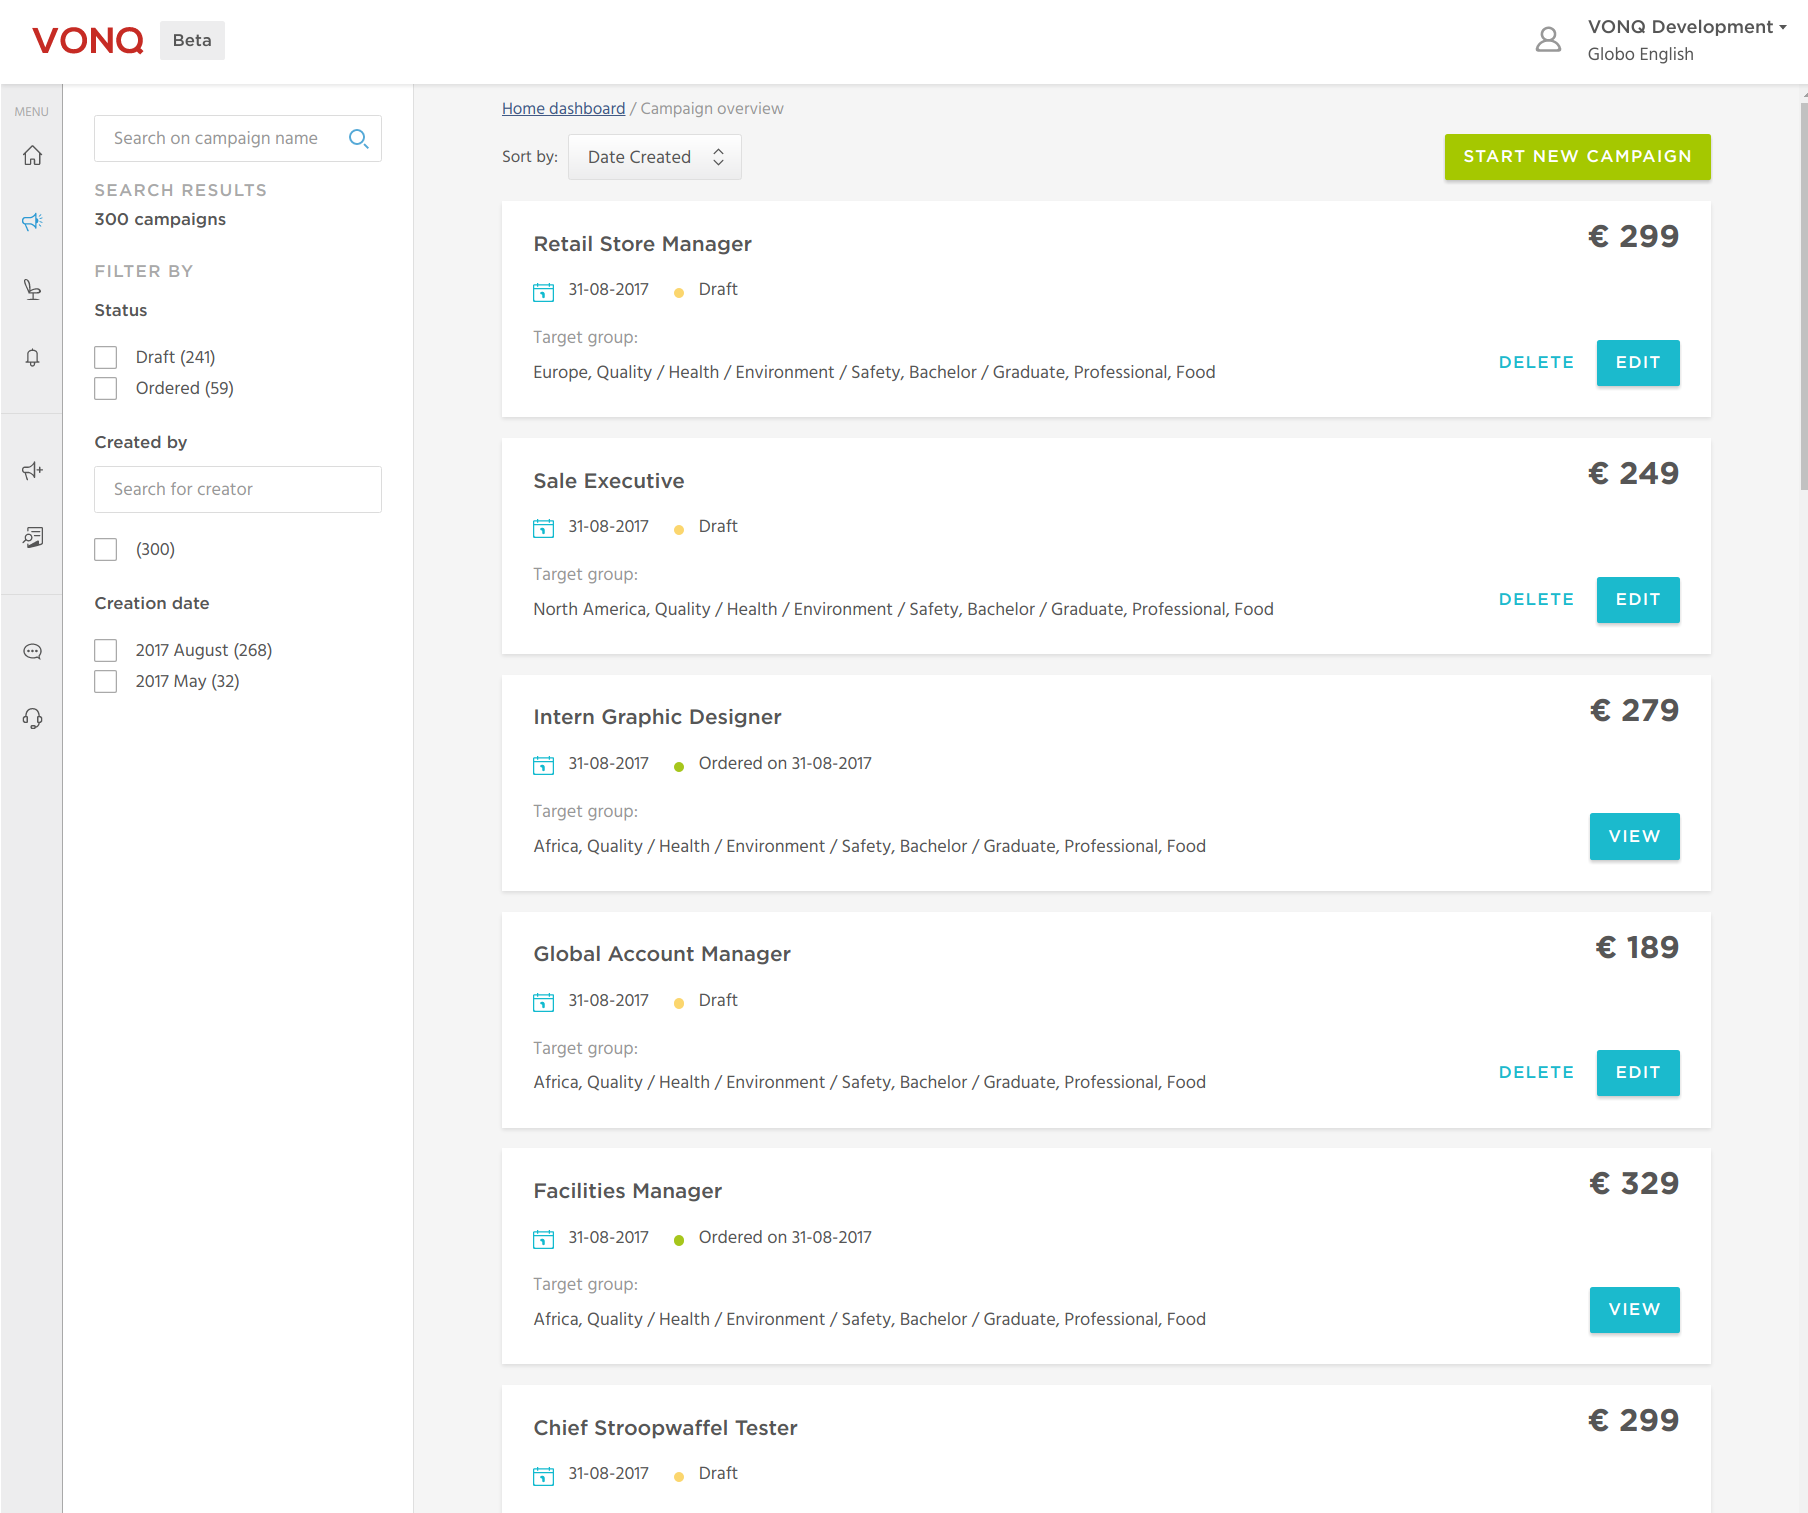 VONQ
Beta
VONQ Development
Globo English
MENU
Search on campaign name
SEARCH RESULTS
300 campaigns
FILTER BY
Status
Draft (241)
Ordered (59)
Created by
Search for creator
(300)
Creation date
2017 August (268)
2017 May (32)
Home dashboard / Campaign overview
Sort by: Date Created
START NEW CAMPAIGN
Retail Store Manager
€ 299
31-08-2017 Draft
Target group:
Europe, Quality / Health / Environment / Safety, Bachelor / Graduate, Professional, Food
DELETE EDIT
Sale Executive
€ 249
31-08-2017 Draft
Target group:
North America, Quality / Health / Environment / Safety, Bachelor / Graduate, Professional, Food
DELETE EDIT
Intern Graphic Designer
€ 279
31-08-2017 Ordered on 31-08-2017
Target group:
Africa, Quality / Health / Environment / Safety, Bachelor / Graduate, Professional, Food
VIEW
Global Account Manager
€ 189
31-08-2017 Draft
Target group:
Africa, Quality / Health / Environment / Safety, Bachelor / Graduate, Professional, Food
DELETE EDIT
Facilities Manager
€ 329
31-08-2017 Ordered on 31-08-2017
Target group:
Africa, Quality / Health / Environment / Safety, Bachelor / Graduate, Professional, Food
VIEW
Chief Stroopwaffel Tester
€ 299
31-08-2017 Draft